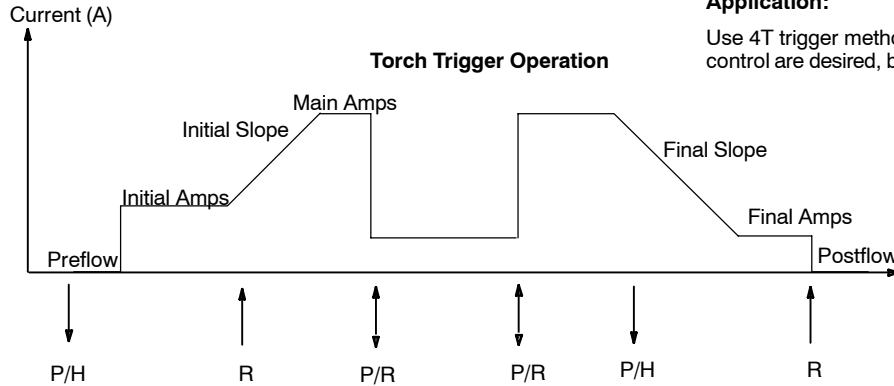 Current (A)
Application:
Use 4T trigger metho
control are desired, b
Torch Trigger Operation
Main Amps
Initial Slope
Final Slope
Initial Amps
Final Amps
Preflow
Postflow
P/H R P/R P/R P/H R